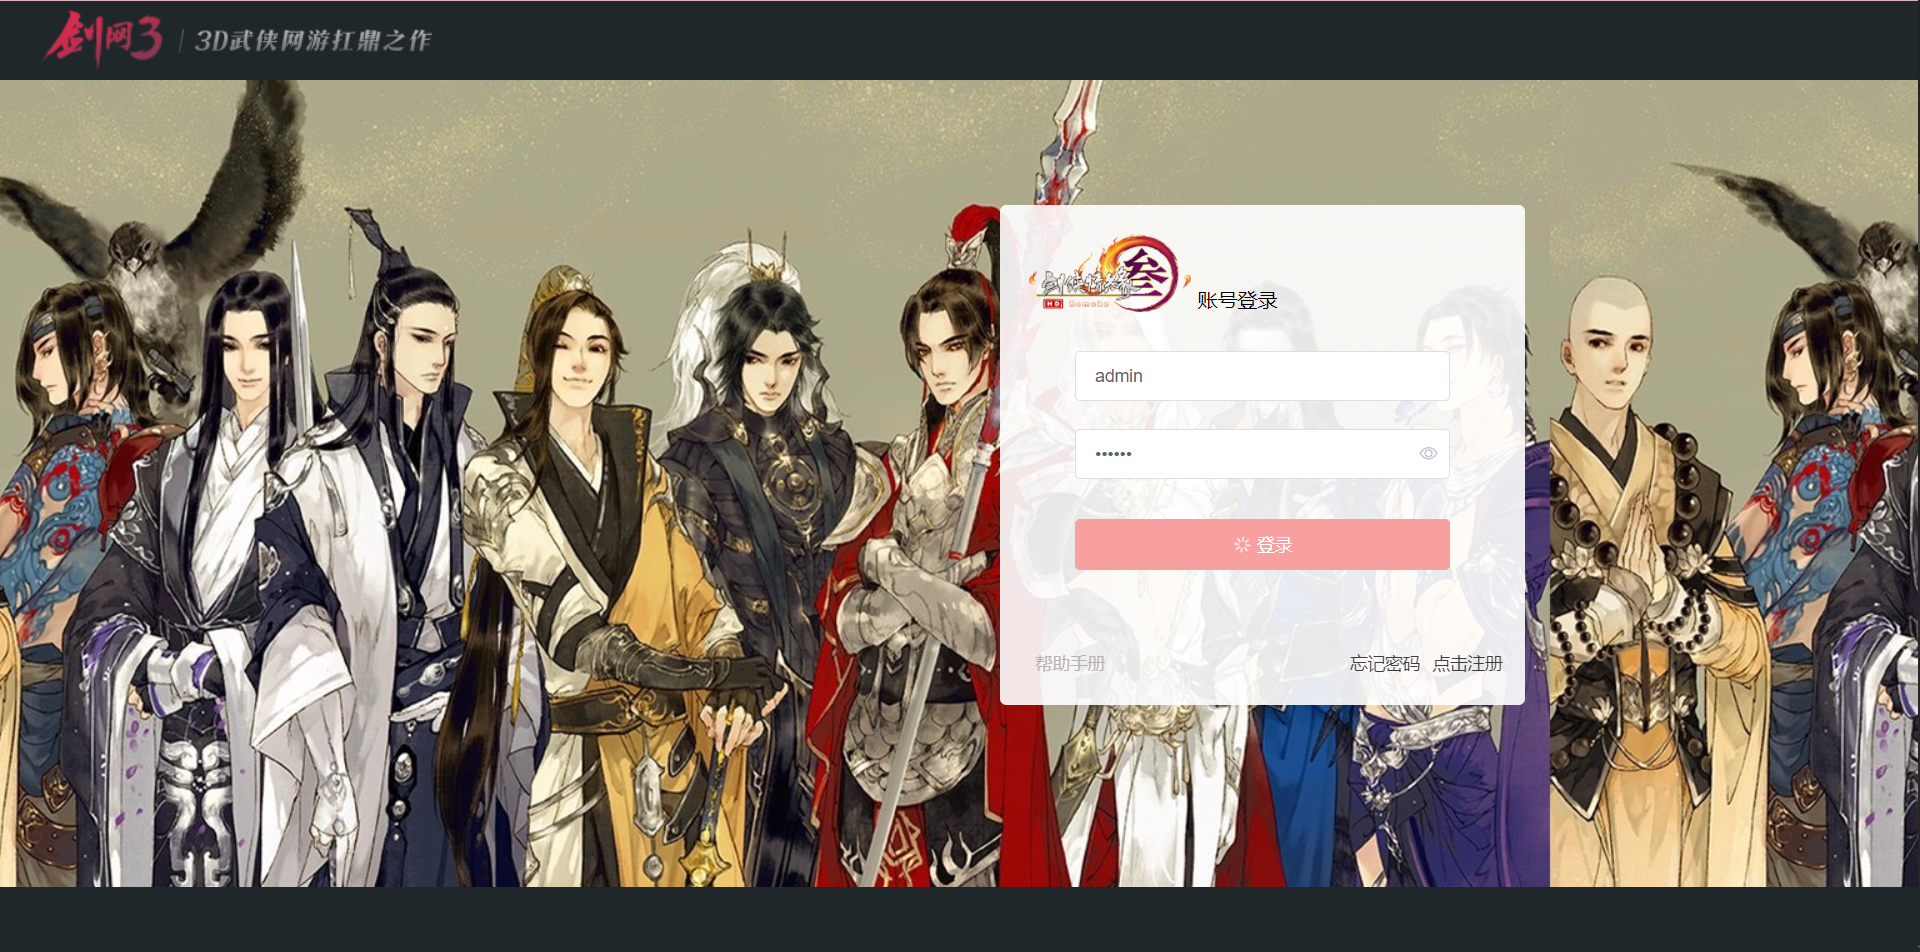 剑网3 | 3D武侠网游扛鼎之作
剑侠情缘 叁
HD Remake
账号登录
admin
••••••
登录
帮助手册 忘记密码 点击注册